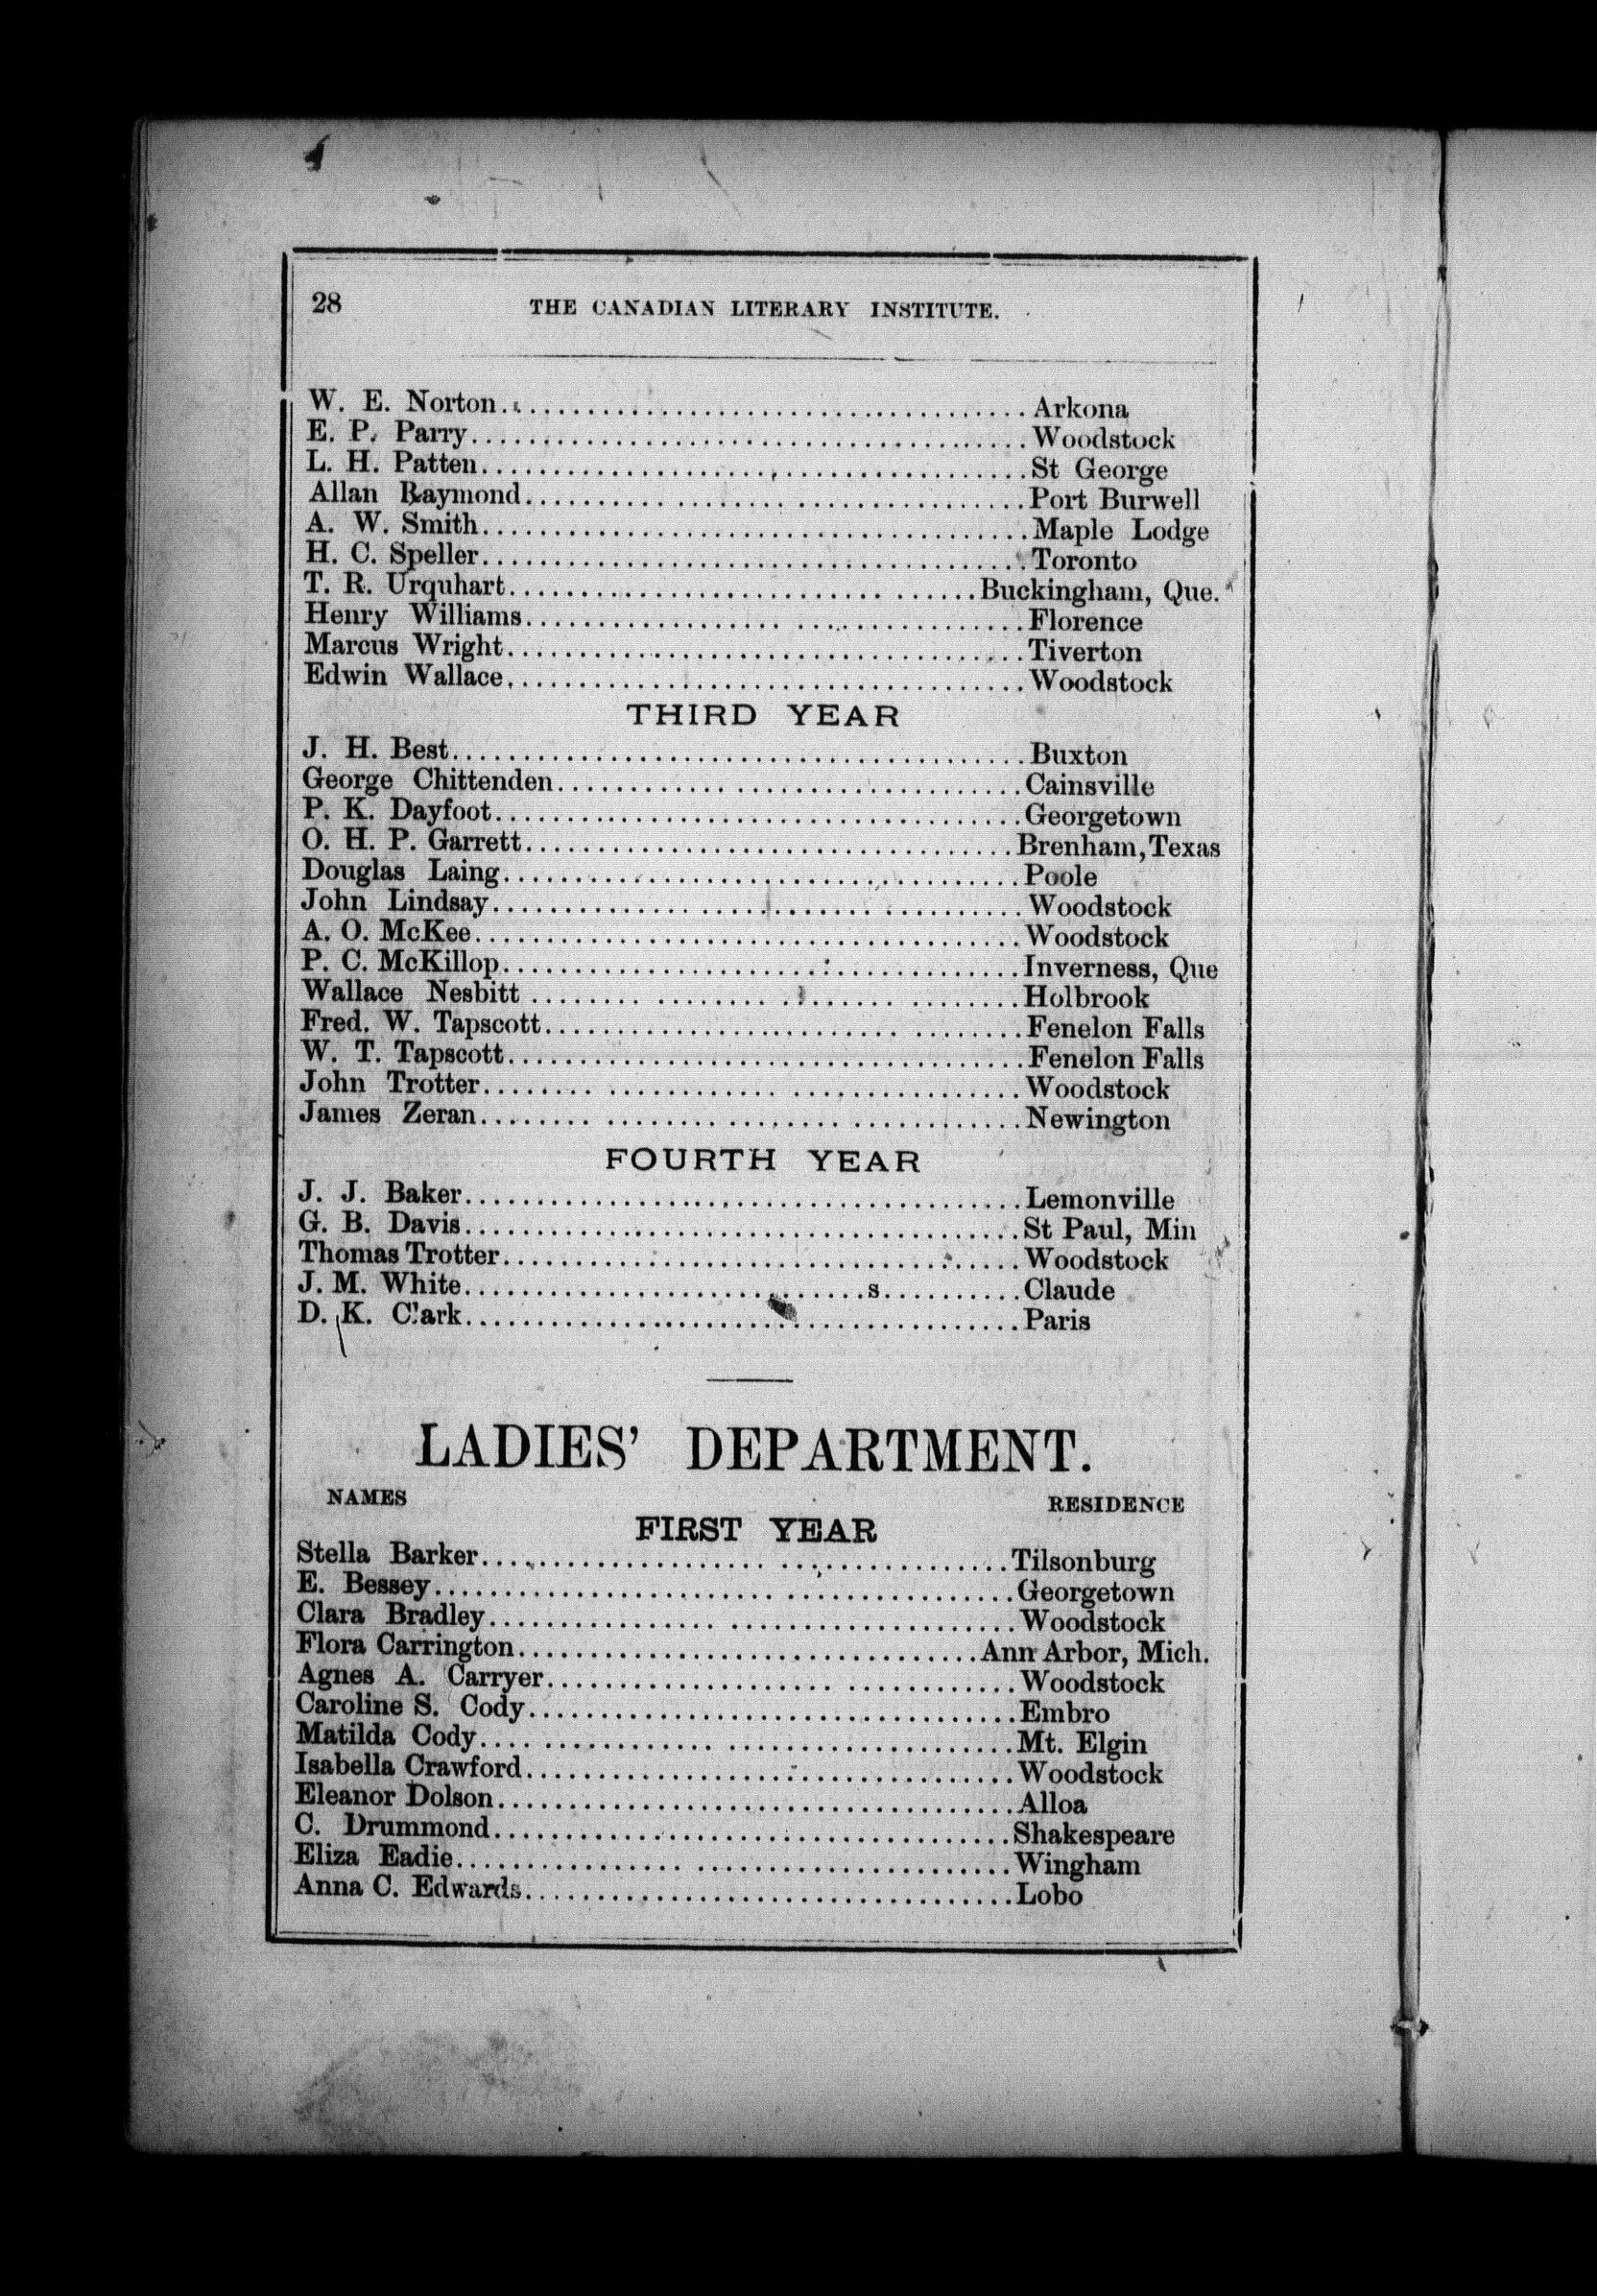 28 THE CANADIAN LITERARY INSTITUTE.
W. E. Norton........................................Arkona
E. P. Parry........................................Woodstock
L. H. Patten........................................St George
Allan Raymond........................................Port Burwell
A. W. Smith........................................Maple Lodge
H. C. Speller........................................Toronto
T. R. Urquhart........................................Buckingham, Que.
Henry Williams........................................Florence
Marcus Wright........................................Tiverton
Edwin Wallace........................................Woodstock
THIRD YEAR
J. H. Best........................................Buxton
George Chittenden........................................Cainsville
P. K. Dayfoot........................................Georgetown
O. H. P. Garrett........................................Brenham, Texas
Douglas Laing........................................Poole
John Lindsay........................................Woodstock
A. O. McKee........................................Woodstock
P. C. McKillop........................................Inverness, Que
Wallace Nesbitt........................................Holbrook
Fred. W. Tapscott........................................Fenelon Falls
W. T. Tapscott........................................Fenelon Falls
John Trotter........................................Woodstock
James Zeran........................................Newington
FOURTH YEAR
J. J. Baker........................................Lemonville
G. B. Davis........................................St Paul, Min
Thomas Trotter........................................Woodstock
J. M. White............................s..........Claude
D. K. Clark........................................Paris
LADIES' DEPARTMENT.
NAMES RESIDENCE
FIRST YEAR
Stella Barker........................................Tilsonburg
E. Bessey........................................Georgetown
Clara Bradley........................................Woodstock
Flora Carrington........................................Ann Arbor, Mich.
Agnes A. Carryer........................................Woodstock
Caroline S. Cody........................................Embro
Matilda Cody........................................Mt. Elgin
Isabella Crawford........................................Woodstock
Eleanor Dolson........................................Alloa
C. Drummond........................................Shakespeare
Eliza Eadie........................................Wingham
Anna C. Edwards........................................Lobo